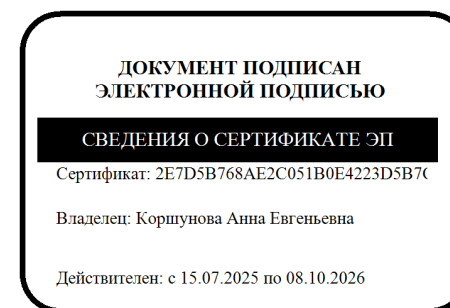 ДОКУМЕНТ ПОДПИСАН
ЭЛЕКТРОННОЙ ПОДПИСЬЮ
СВЕДЕНИЯ О СЕРТИФИКАТЕ ЭП
Сертификат: 2E7D5B768AE2C051B0E4223D5B7
Владелец: Коршунова Анна Евгеньевна
Действителен: с 15.07.2025 по 08.10.2026